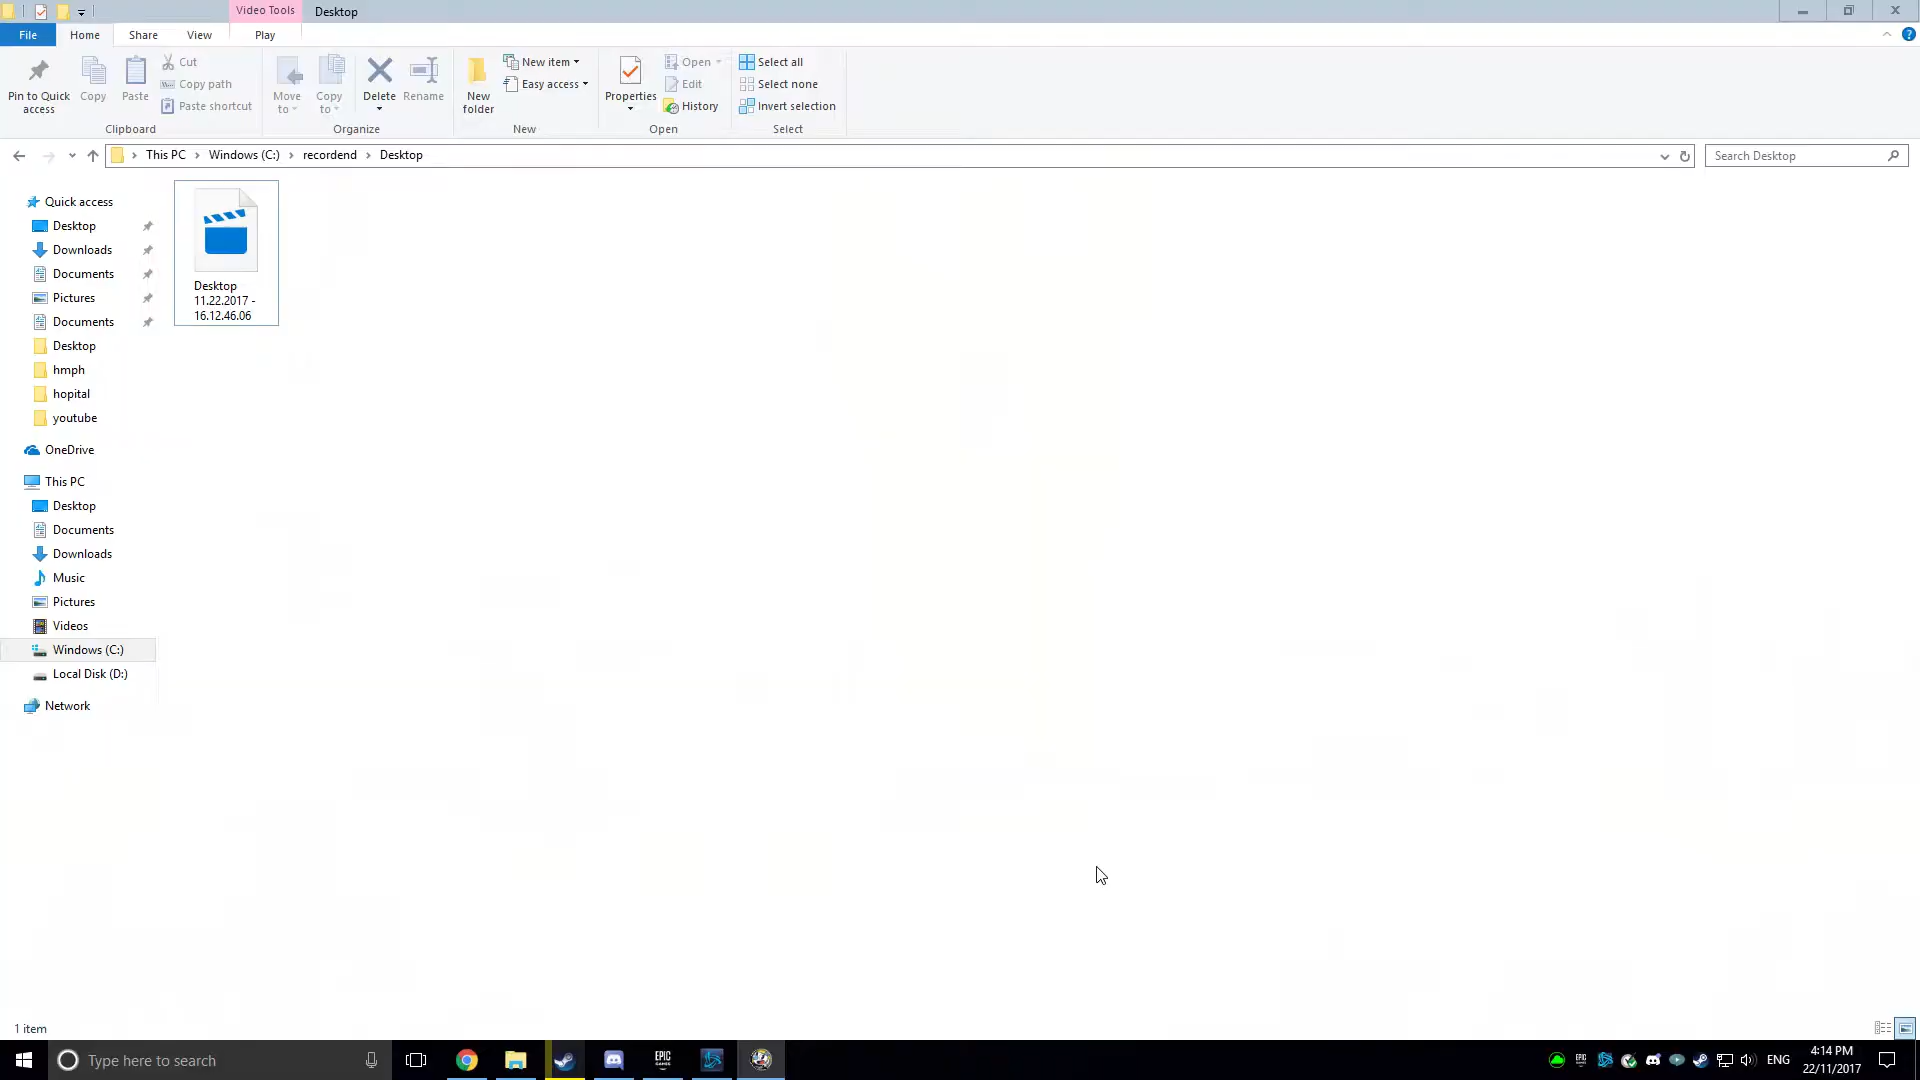 Video Tools
Desktop
File
Home
Share
View
Play
Pin to Quick access
Copy
Paste
Cut
Copy path
Paste shortcut
Move to
Copy to
Delete
Rename
New folder
New item
Easy access
Properties
Open
Edit
History
Select all
Select none
Invert selection
Clipboard
Organize
New
Open
Select
This PC
Windows (C:)
recordend
Desktop
Search Desktop
Quick access
Desktop
Downloads
Documents
Pictures
Documents
Desktop
hmph
hopital
youtube
OneDrive
This PC
Desktop
Documents
Downloads
Music
Pictures
Videos
Windows (C:)
Local Disk (D:)
Network
Desktop
11.22.2017 -
16.12.46.06
1 item
Type here to search
EPIC
GAMES
ENG
4:14 PM
22/11/2017